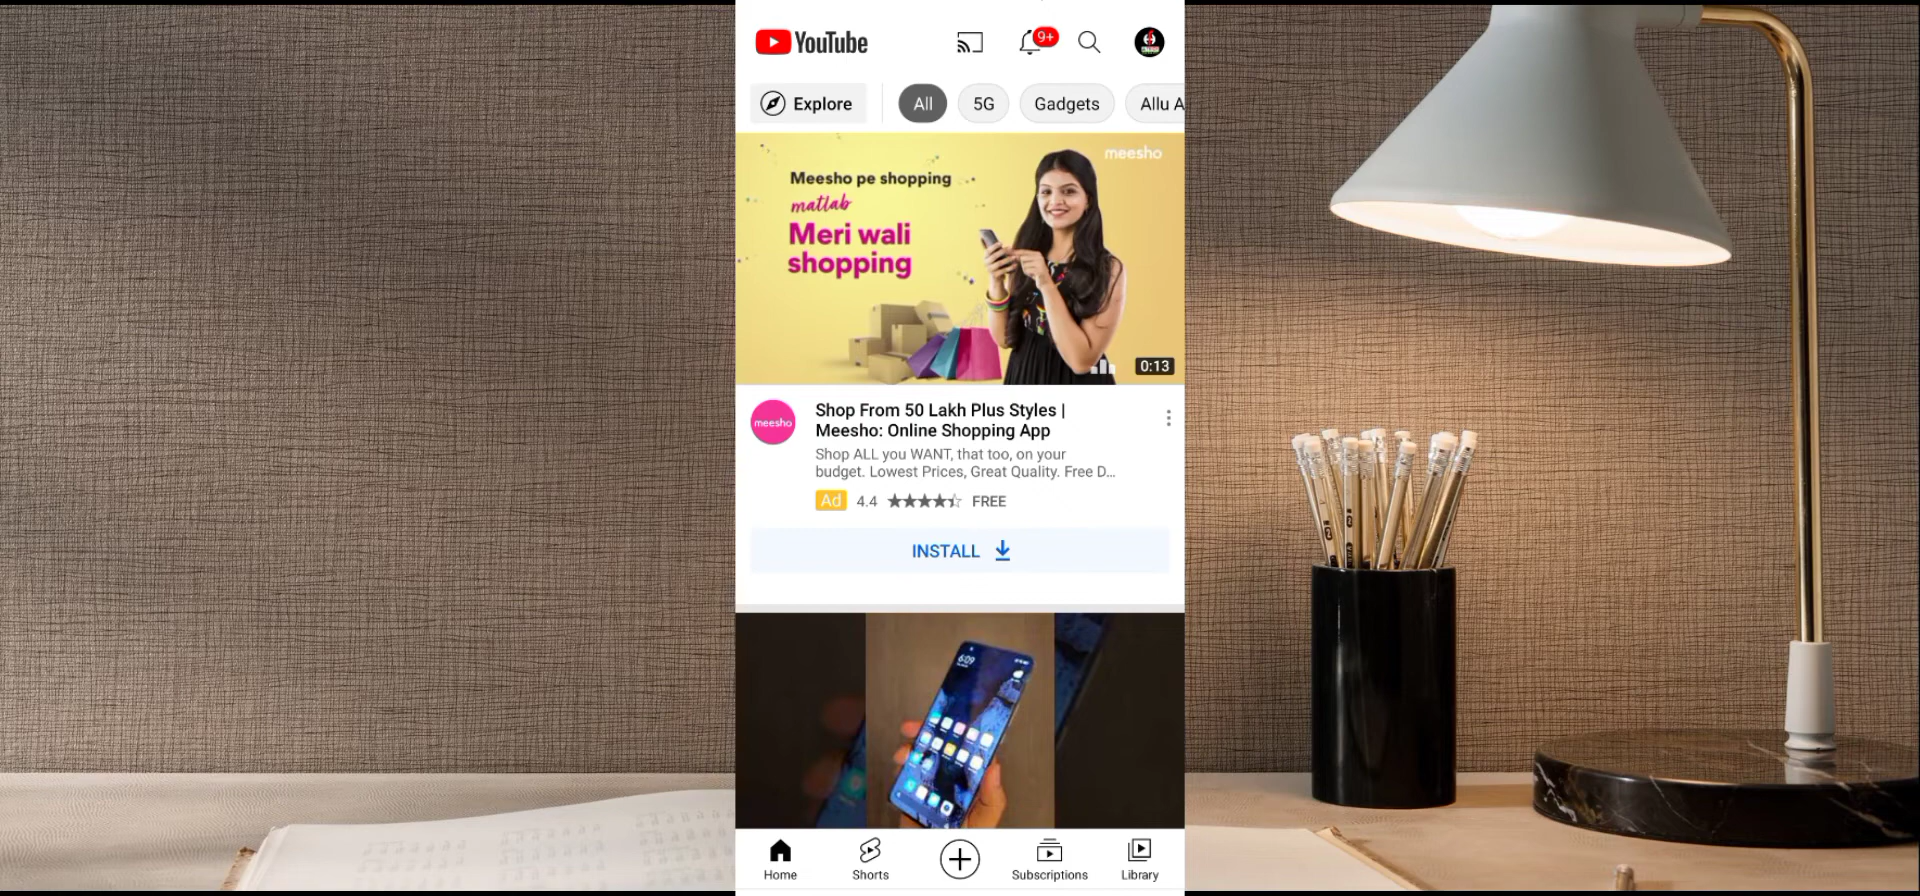 YouTube
9+
Explore
All
5G
Gadgets
Allu A
meesho
Meesho pe shopping
matlab
Meri wali
shopping
0:13
meesho
Shop From 50 Lakh Plus Styles |
Meesho: Online Shopping App
Shop ALL you WANT, that too, on your
budget. Lowest Prices, Great Quality. Free D...
Ad 4.4 FREE
INSTALL
6:09
Home
Shorts
Subscriptions
Library